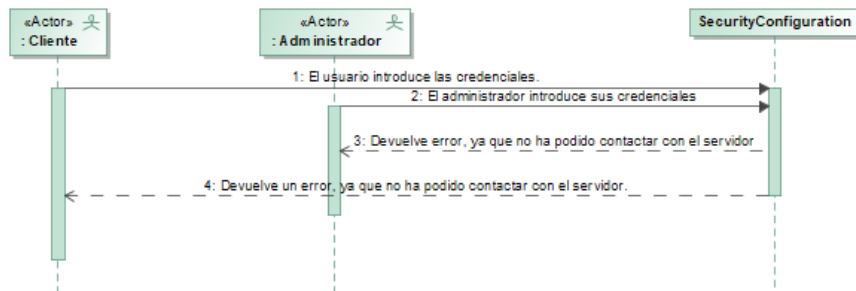 «Actor»
: Cliente
«Actor»
: Administrador
SecurityConfiguration
1: El usuario introduce las credenciales.
2: El administrador introduce sus credenciales
3: Devuelve error, ya que no ha podido contactar con el servidor
4: Devuelve un error, ya que no ha podido contactar con el servidor.